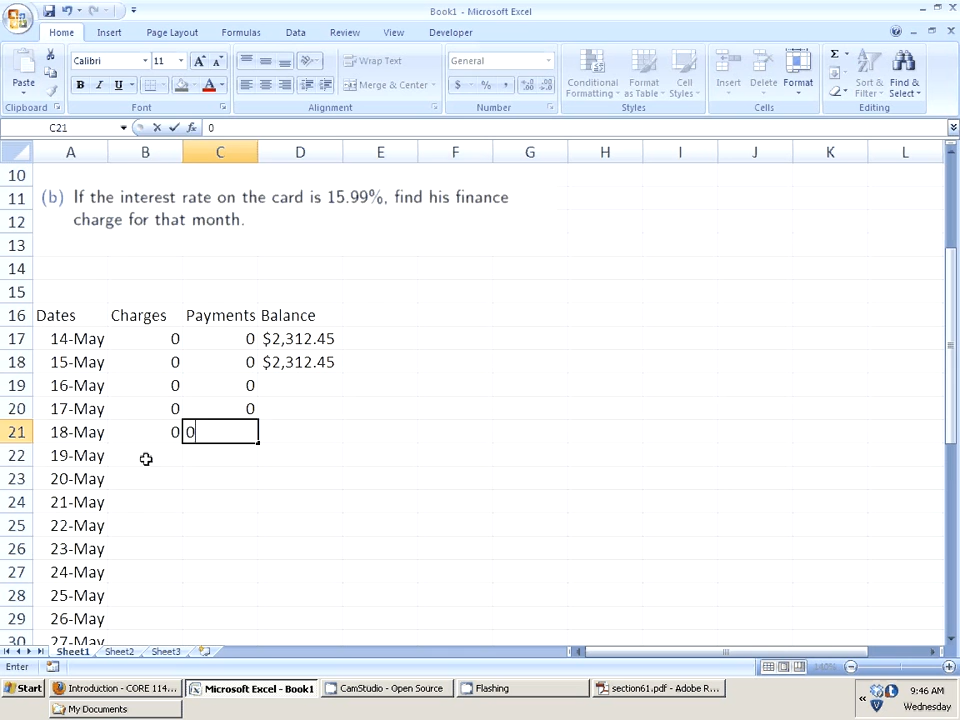 Book1 - Microsoft Excel
Home Insert Page Layout Formulas Data Review View Developer
Paste Calibri 11 Wrap Text General Conditional Formatting Format as Table Cell Styles Insert Delete Format Sort & Filter Find & Select
B I U Merge & Center $ % ,
Clipboard Font Alignment Number Styles Cells Editing
C21 fx 0
A B C D E F G H I J K L
10
11 (b) If the interest rate on the card is 15.99%, find his finance
12 charge for that month.
13
14
15
16 Dates Charges Payments Balance
17 14-May 0 0 $2,312.45
18 15-May 0 0 $2,312.45
19 16-May 0 0
20 17-May 0 0
21 18-May 0 0
22 19-May
23 20-May
24 21-May
25 22-May
26 23-May
27 24-May
28 25-May
29 26-May
30 27-May
Sheet1 Sheet2 Sheet3
Enter 140%
Start Introduction - CORE 114... Microsoft Excel - Book1 CamStudio - Open Source Flashing section61.pdf - Adobe R... 9:46 AM
My Documents Wednesday